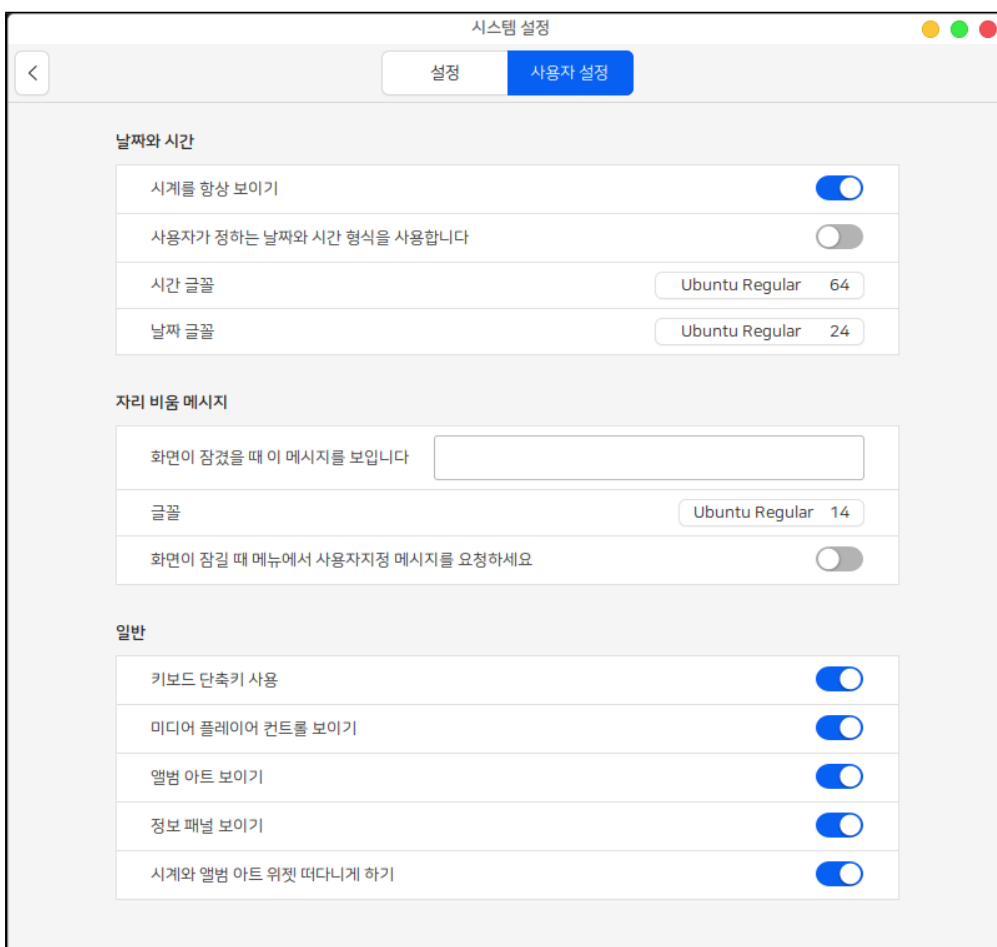 시스템 설정
설정 사용자 설정
날짜와 시간
시계를 항상 보이기
사용자가 정하는 날짜와 시간 형식을 사용합니다
시간 글꼴 Ubuntu Regular 64
날짜 글꼴 Ubuntu Regular 24
자리 비움 메시지
화면이 잠겼을 때 이 메시지를 보입니다
글꼴 Ubuntu Regular 14
화면이 잠길 때 메뉴에서 사용자지정 메시지를 요청하세요
일반
키보드 단축키 사용
미디어 플레이어 컨트롤 보이기
앨범 아트 보이기
정보 패널 보이기
시계와 앨범 아트 위젯 떠다니게 하기